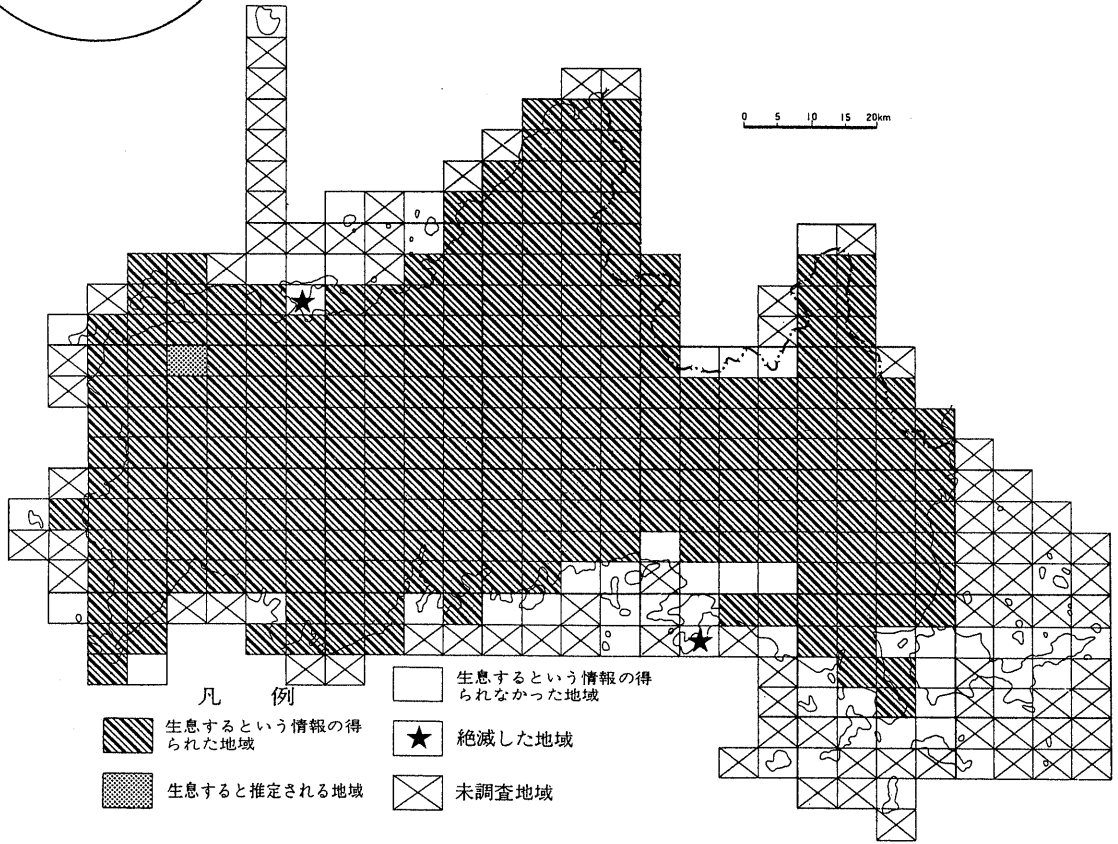 0 5 10 15 20km
凡 例
生息するという情報の得
られた地域
生息すると推定される地域
生息するという情報の得
られなかった地域
絶滅した地域
未調査地域